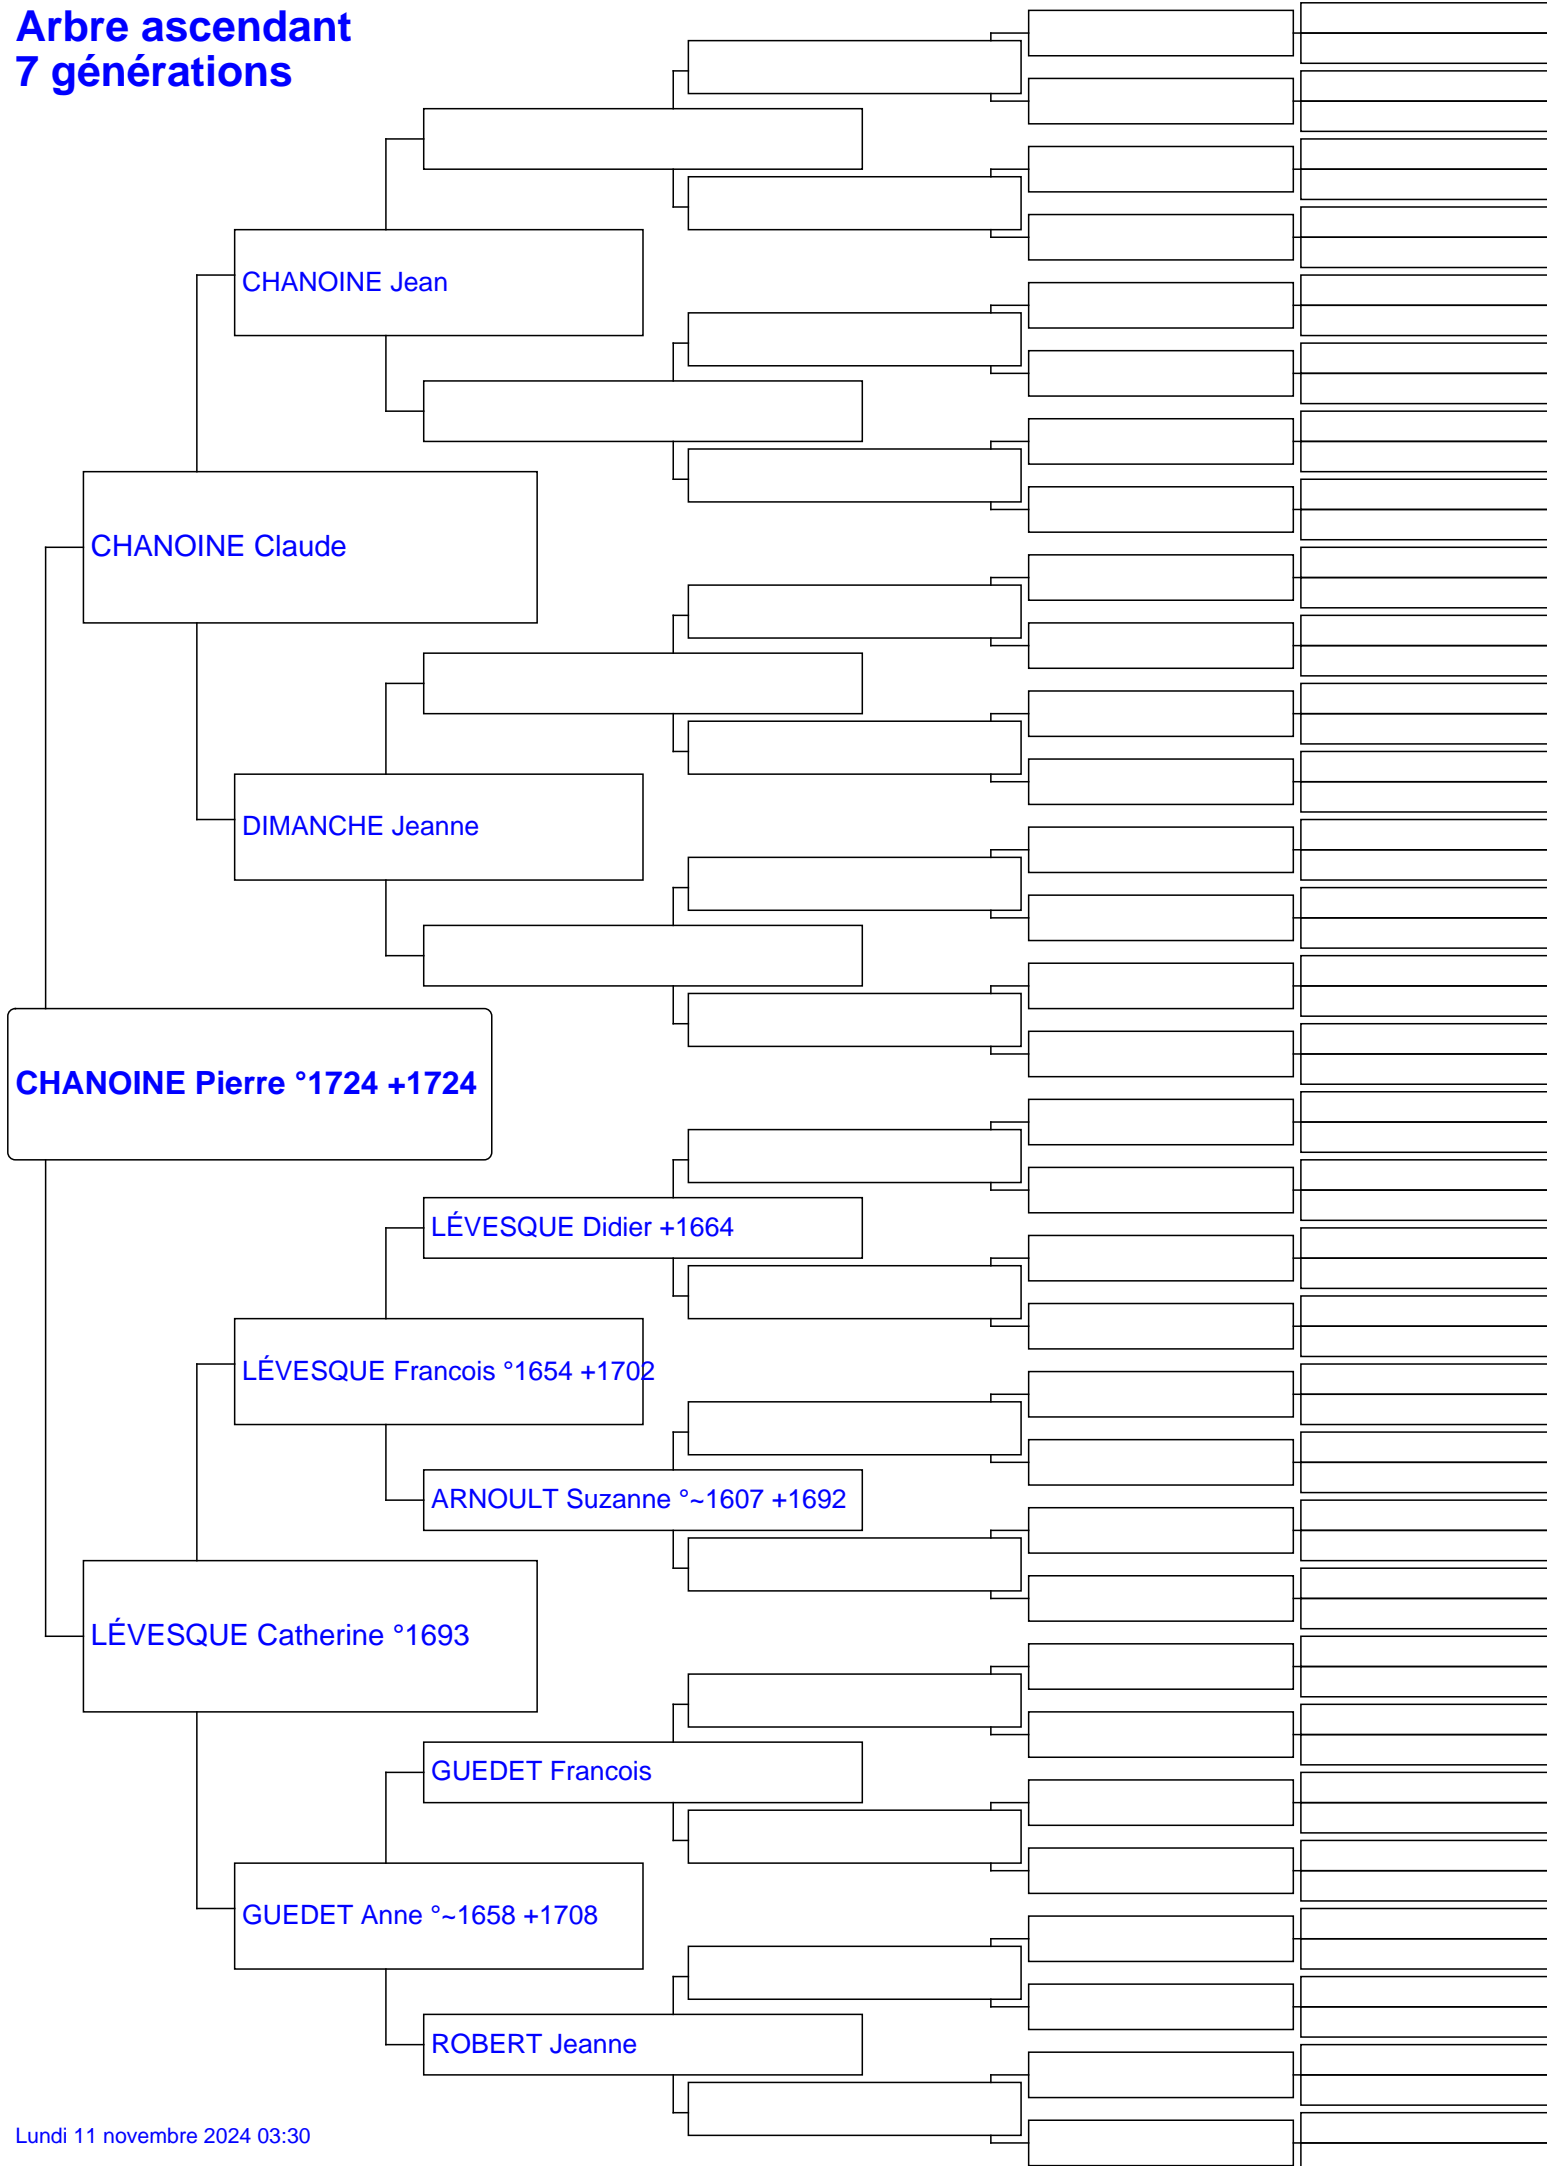 Arbre ascendant
7 générations
CHANOINE Jean
CHANOINE Claude
DIMANCHE Jeanne
CHANOINE Pierre °1724 +1724
LÉVESQUE Didier +1664
LÉVESQUE Francois °1654 +1702
ARNOULT Suzanne °~1607 +1692
LÉVESQUE Catherine °1693
GUEDET Francois
GUEDET Anne °~1658 +1708
ROBERT Jeanne
Lundi 11 novembre 2024 03:30